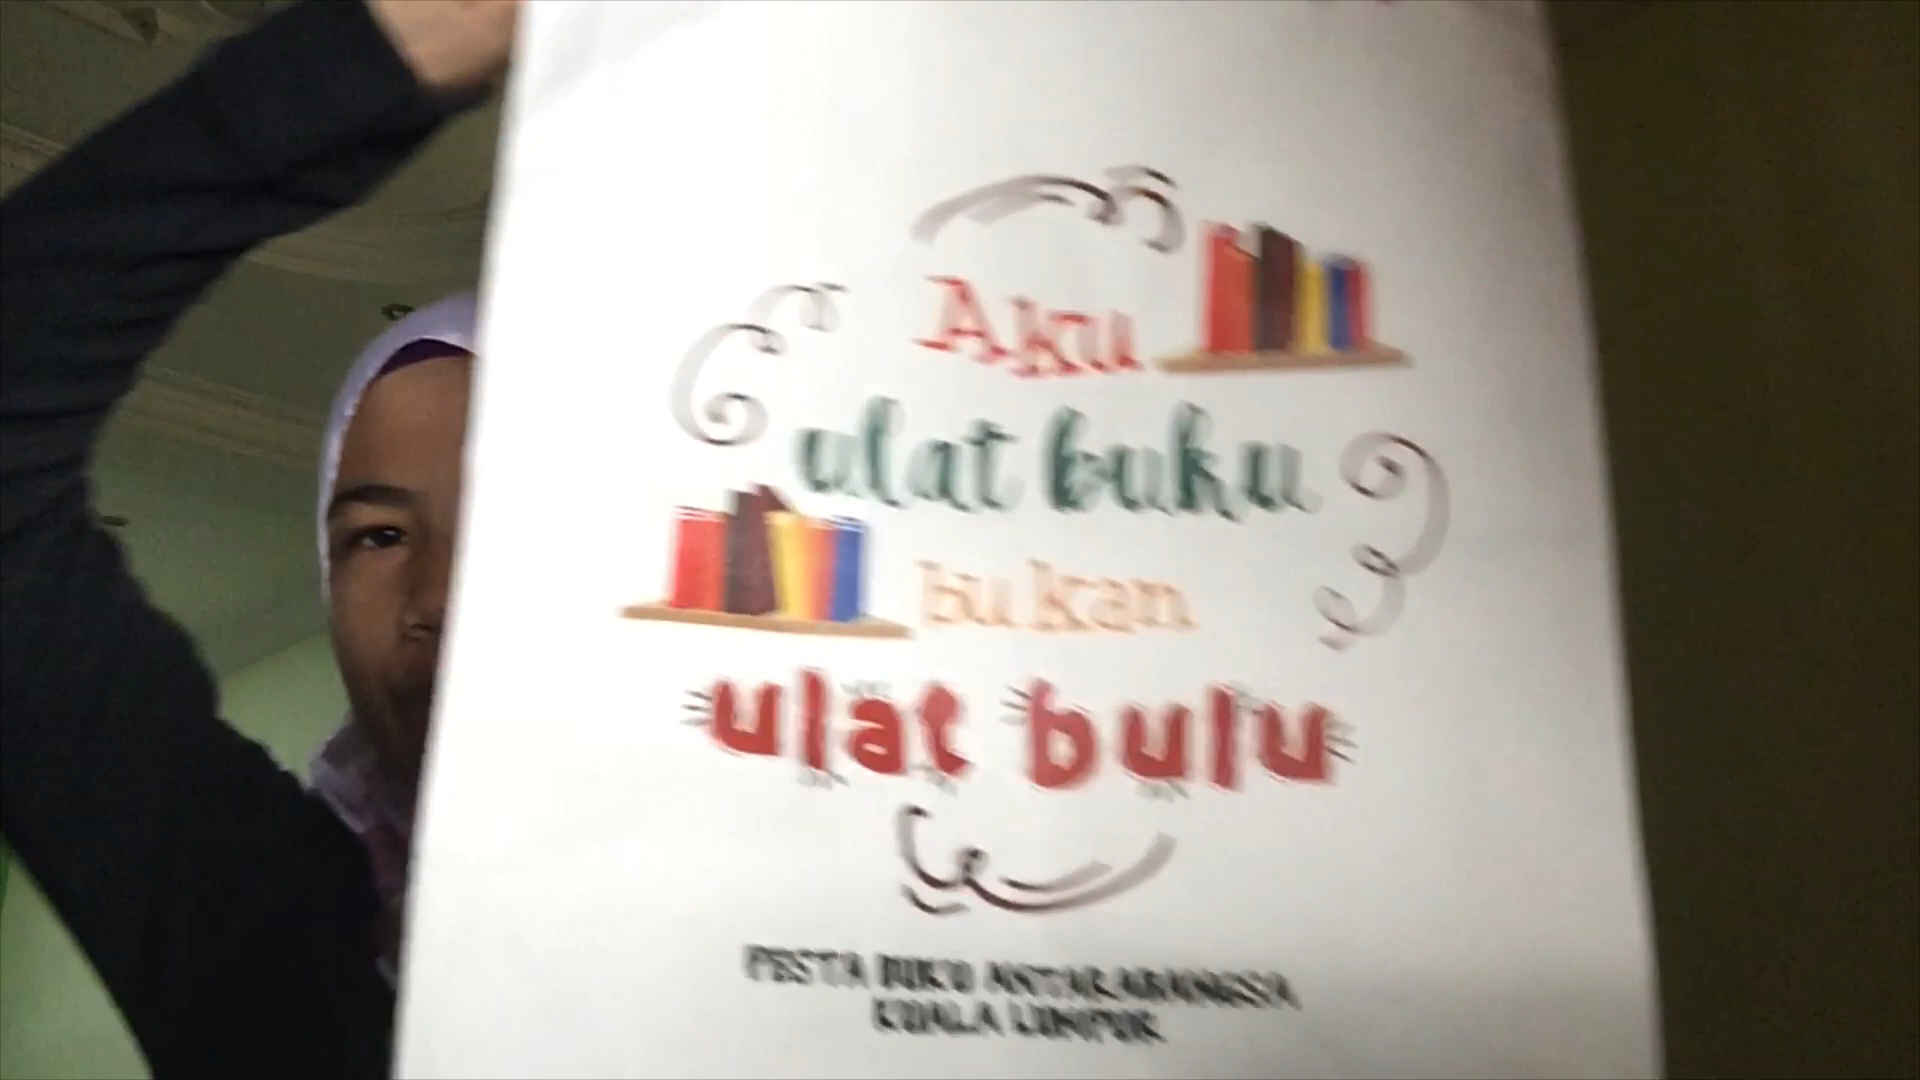 AKU
ulat buku
Bukan
ulat bulu
PESTA BUKU ANTARABANGSA
KUALA LUMPUR